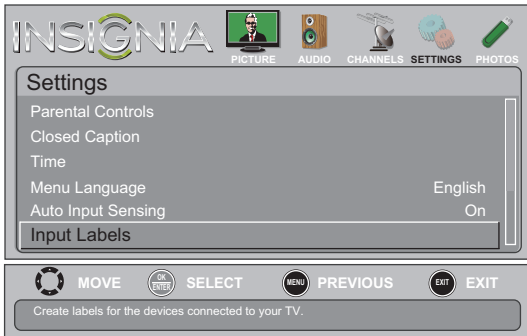 INSIGNIA
PICTURE AUDIO CHANNELS SETTINGS PHOTOS
Settings
Parental Controls
Closed Caption
Time
Menu Language English
Auto Input Sensing On
Input Labels
MOVE OK ENTER SELECT MENU PREVIOUS EXIT EXIT
Create labels for the devices connected to your TV.